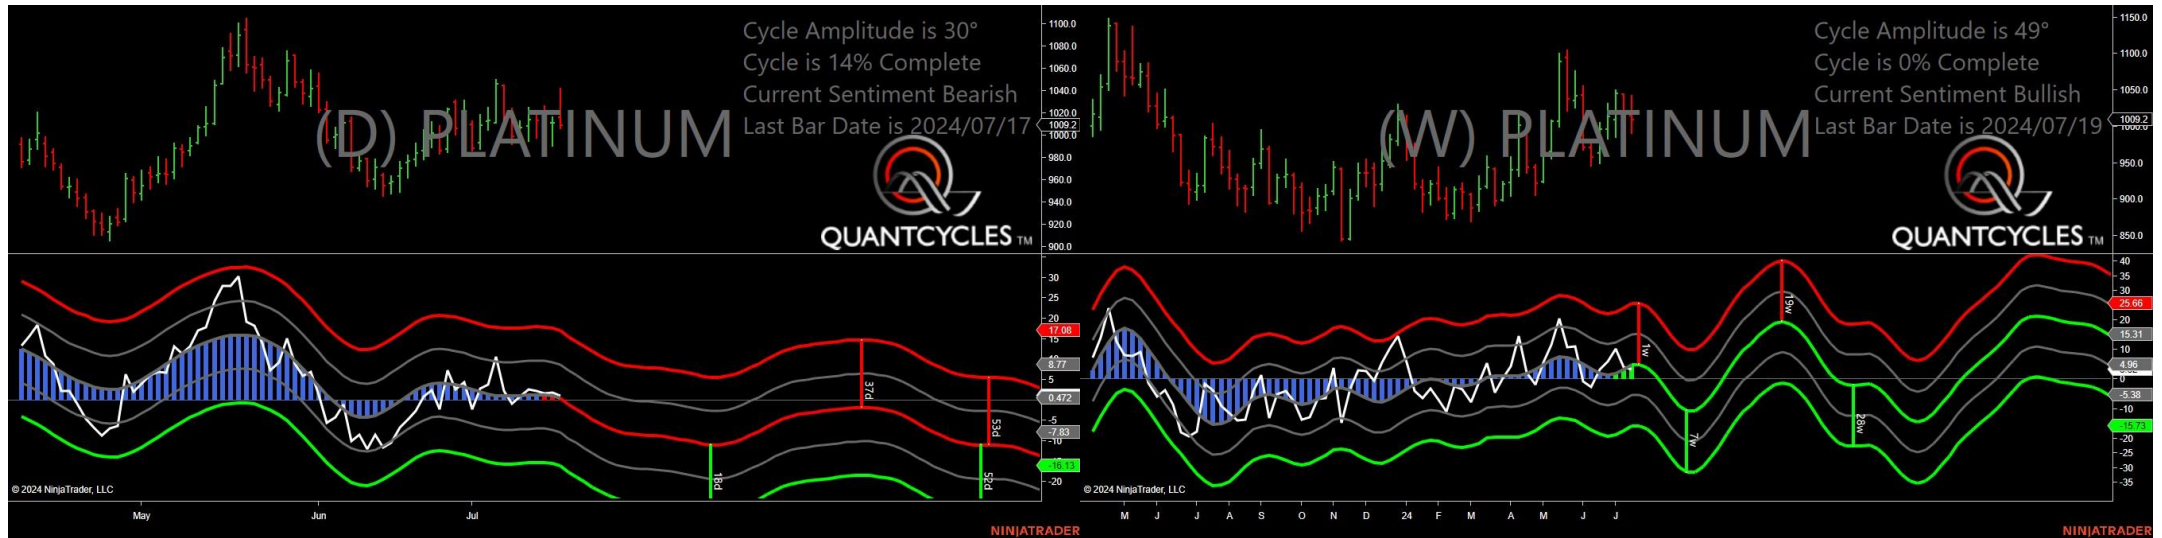 (D) PLATINUM
Cycle Amplitude is 30°
Cycle is 14% Complete
Current Sentiment Bearish
Last Bar Date is 2024/07/17
QUANTCYCLES TM
1100.0
1080.0
1060.0
1040.0
1020.0
1009.2
1000.0
980.0
960.0
940.0
920.0
900.0
30
25
20
17.08
15
8.77
5
0.472
-5
-7.83
-10
-16.13
-20
18d
37d
52d
53d
© 2024 NinjaTrader, LLC
May
Jun
Jul
NINJATRADER
(W) PLATINUM
Cycle Amplitude is 49°
Cycle is 0% Complete
Current Sentiment Bullish
Last Bar Date is 2024/07/19
QUANTCYCLES TM
1150.0
1100.0
1050.0
1009.2
1000.0
950.0
900.0
850.0
40
35
30
25.66
20
15.31
10
4.96
0
-5.38
-10
-15.73
-20
-25
-30
-35
1w
7w
19w
28w
© 2024 NinjaTrader, LLC
M
J
J
A
S
O
N
D
24
F
M
A
M
J
J
NINJATRADER